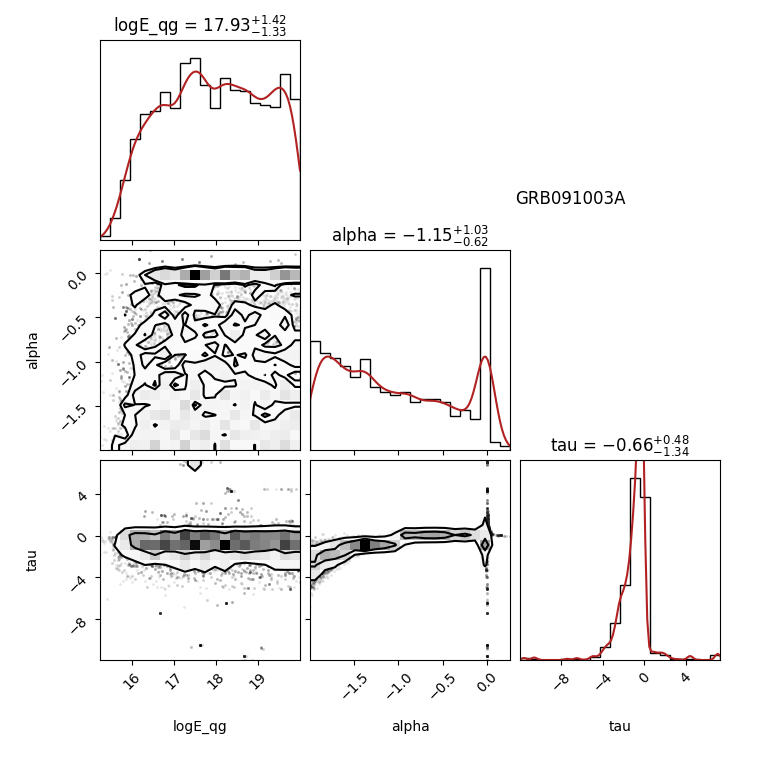 logE_qg = 17.93+1.42−1.33
GRB091003A
alpha = −1.15+1.03−0.62
0.0
−0.5
−1.0
−1.5
alpha
tau = −0.66+0.48−1.34
4
0
−4
−8
tau
16 17 18 19
−1.5 −1.0 −0.5 0.0
−8 −4 0 4
logE_qg alpha tau